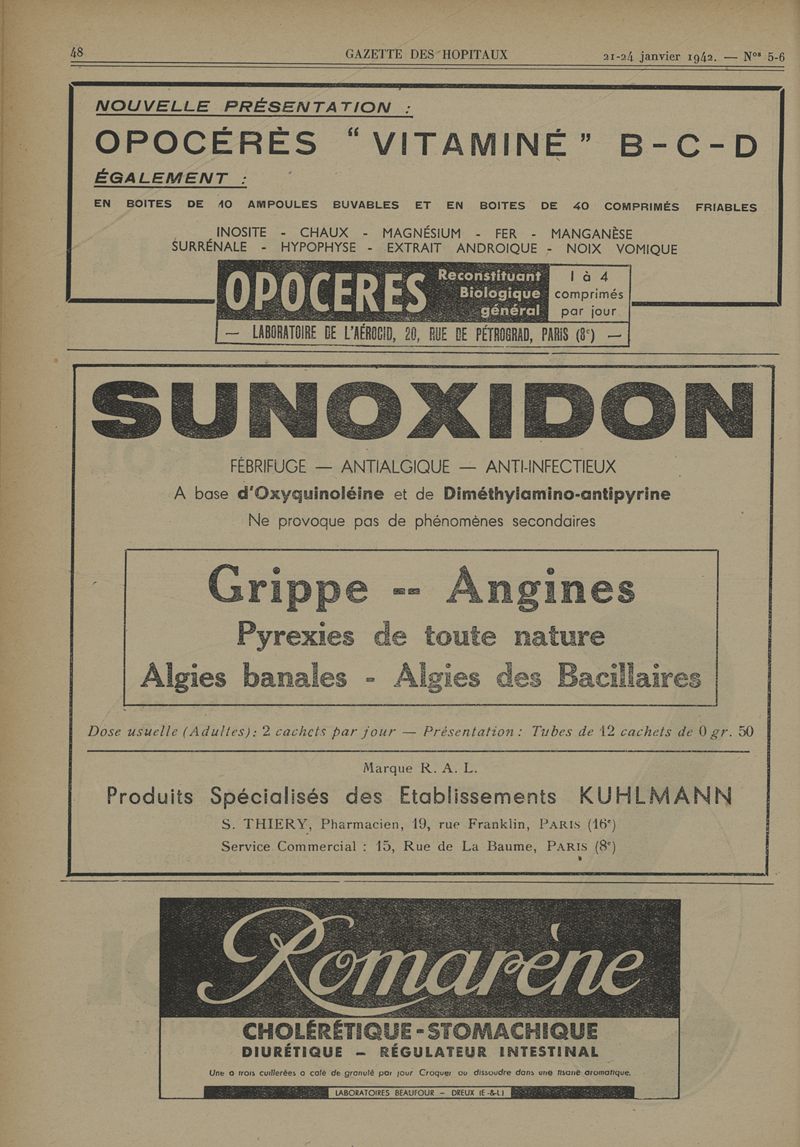 48 GAZETTE DES HOPITAUX 21-24 janvier 1942. — Nos 5-6
NOUVELLE PRÉSENTATION :
OPOCÉRÈS “ VITAMINÉ ” B-C-D
ÉGALEMENT :
EN BOITES DE 10 AMPOULES BUVABLES ET EN BOITES DE 40 COMPRIMÉS FRIABLES
INOSITE - CHAUX - MAGNÉSIUM - FER - MANGANÈSE
SURRÉNALE - HYPOPHYSE - EXTRAIT ANDROIQUE - NOIX VOMIQUE
OPOCERES
Reconstituant
Biologique
général
1 à 4
comprimés
par jour
— LABORATOIRE DE L'AÉROCID, 20, RUE DE PÉTROGRAD, PARIS (8e) —
SUNOXIDON
FÉBRIFUGE — ANTIALGIQUE — ANTI-INFECTIEUX
A base d'Oxyquinoléine et de Diméthylamino-antipyrine
Ne provoque pas de phénomènes secondaires
Grippe -- Angines
Pyrexies de toute nature
Algies banales - Algies des Bacillaires
Dose usuelle (Adultes): 2 cachets par jour — Présentation : Tubes de 12 cachets de 0 gr. 50
Marque R. A. L.
Produits Spécialisés des Etablissements KUHLMANN
S. THIERY, Pharmacien, 19, rue Franklin, PARIS (16e)
Service Commercial : 15, Rue de La Baume, PARIS (8e)
Romarène
CHOLÉRÉTIQUE-STOMACHIQUE
DIURÉTIQUE — RÉGULATEUR INTESTINAL
Une a trois cuillerées a café de granulé par jour Croquer ou dissoudre dans une tisane aromatique.
LABORATOIRES BEAUFOUR - DREUX (E-&-L)